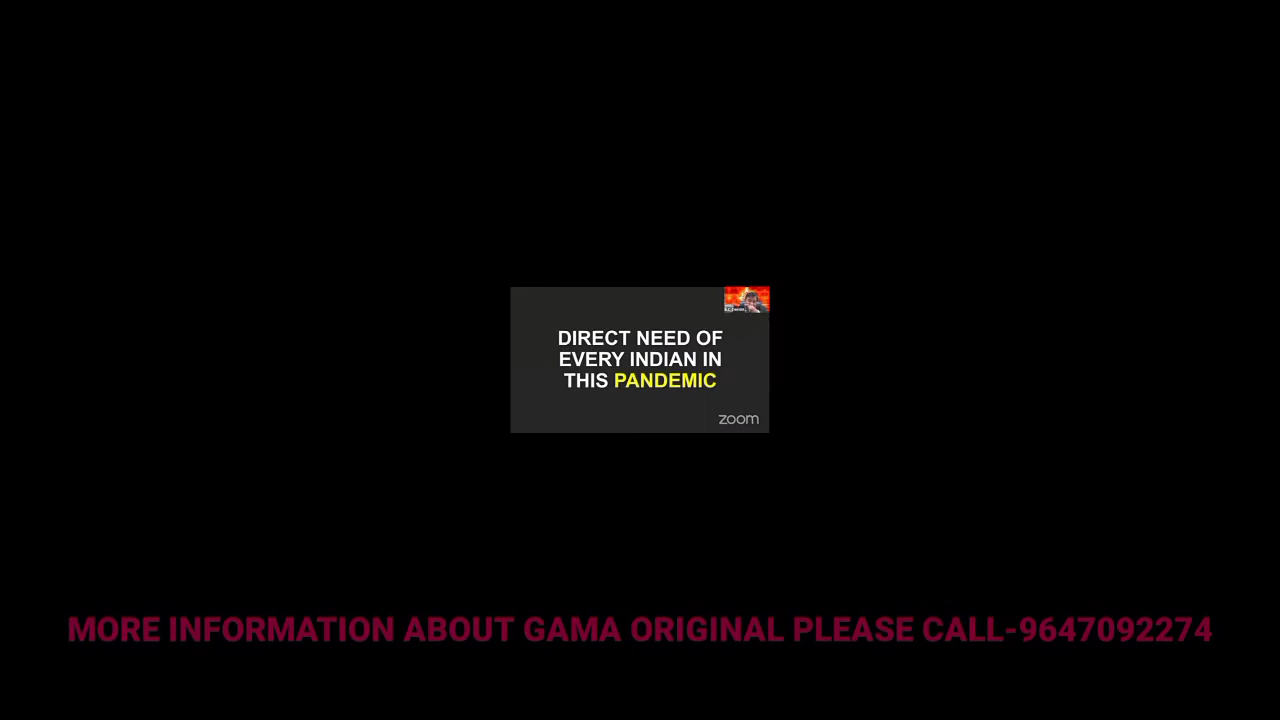 DIRECT NEED OF
EVERY INDIAN IN
THIS PANDEMIC
zoom
MORE INFORMATION ABOUT GAMA ORIGINAL PLEASE CALL-9647092274